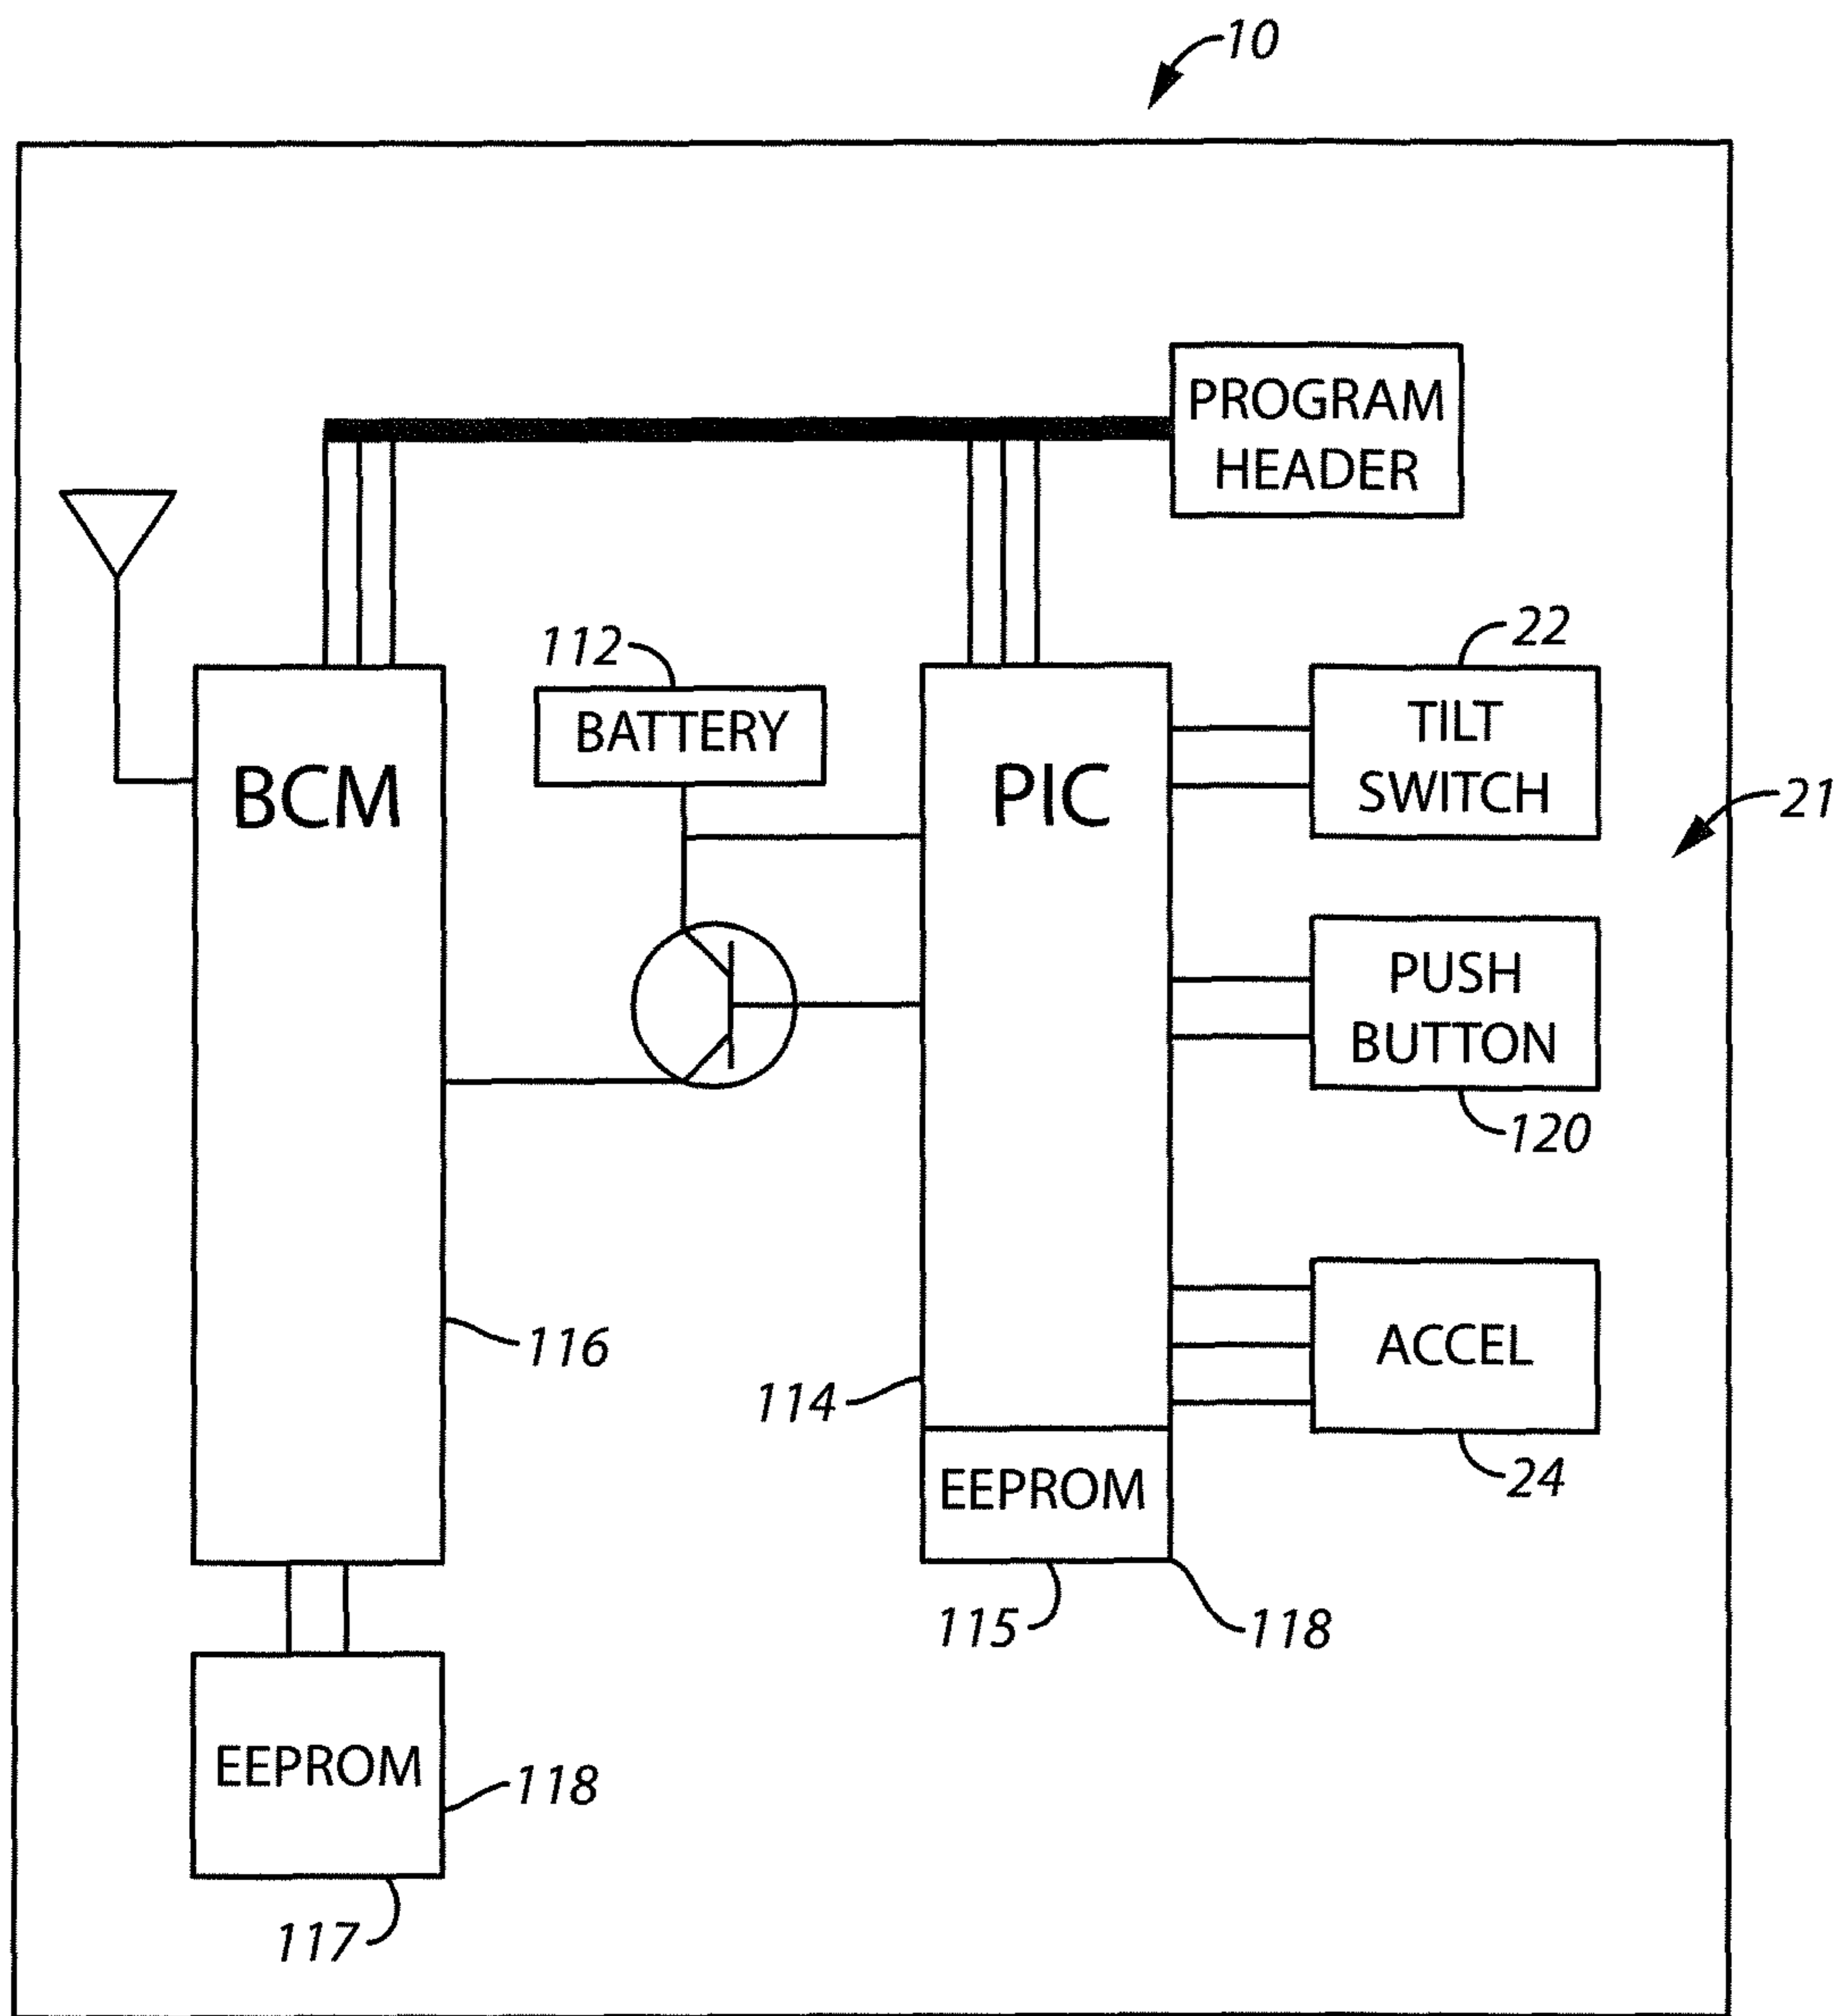 10
PROGRAM
HEADER
112
BATTERY
BCM
PIC
22
TILT
SWITCH
21
PUSH
BUTTON
120
116
114
ACCEL
24
EEPROM
115
118
EEPROM
118
117